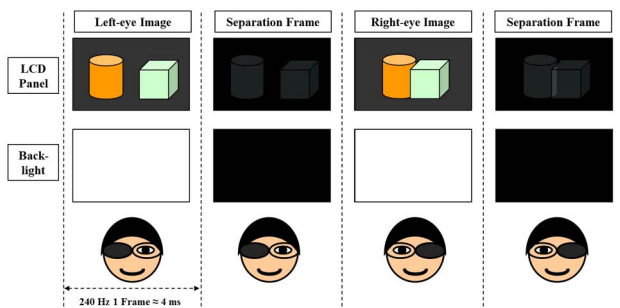 Left-eye Image
Separation Frame
Right-eye Image
Separation Frame
LCD
Panel
Back-
light
240 Hz 1 Frame ≈ 4 ms